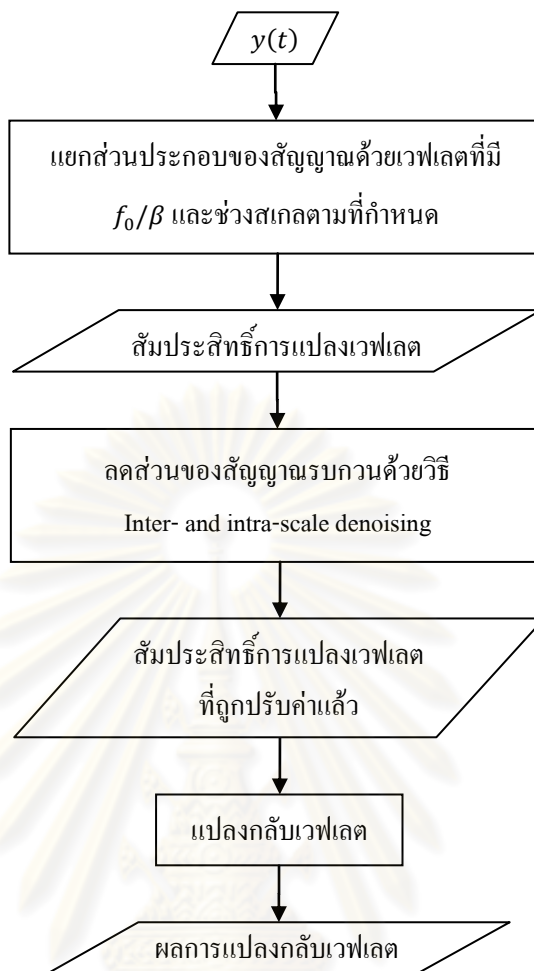 y(t)
แยกส่วนประกอบของสัญญาณด้วยเวฟเลตที่มี
f₀/β และช่วงสเกลตามที่กำหนด
สัมประสิทธิ์การแปลงเวฟเลต
ลดส่วนของสัญญาณรบกวนด้วยวิธี
Inter- and intra-scale denoising
สัมประสิทธิ์การแปลงเวฟเลต
ที่ถูกปรับค่าแล้ว
แปลงกลับเวฟเลต
ผลการแปลงกลับเวฟเลต